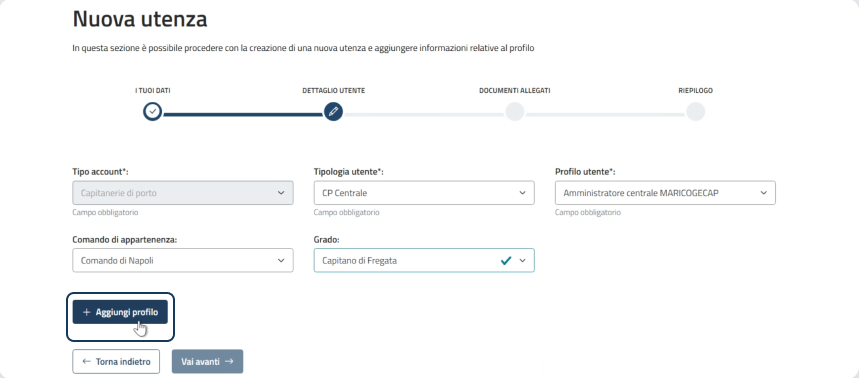 Nuova utenza
In questa sezione è possibile procedere con la creazione di una nuova utenza e aggiungere informazioni relative al profilo
I TUOI DATI
DETTAGLIO UTENTE
DOCUMENTI ALLEGATI
RIEPILOGO
Tipo account*:
Tipologia utente*:
Profilo utente*:
Capitanerie di porto
CP Centrale
Amministratore centrale MARICOGECAP
Campo obbligatorio
Campo obbligatorio
Campo obbligatorio
Comando di appartenenza:
Grado:
Comando di Napoli
Capitano di Fregata
+ Aggiungi profilo
← Torna indietro
Vai avanti →